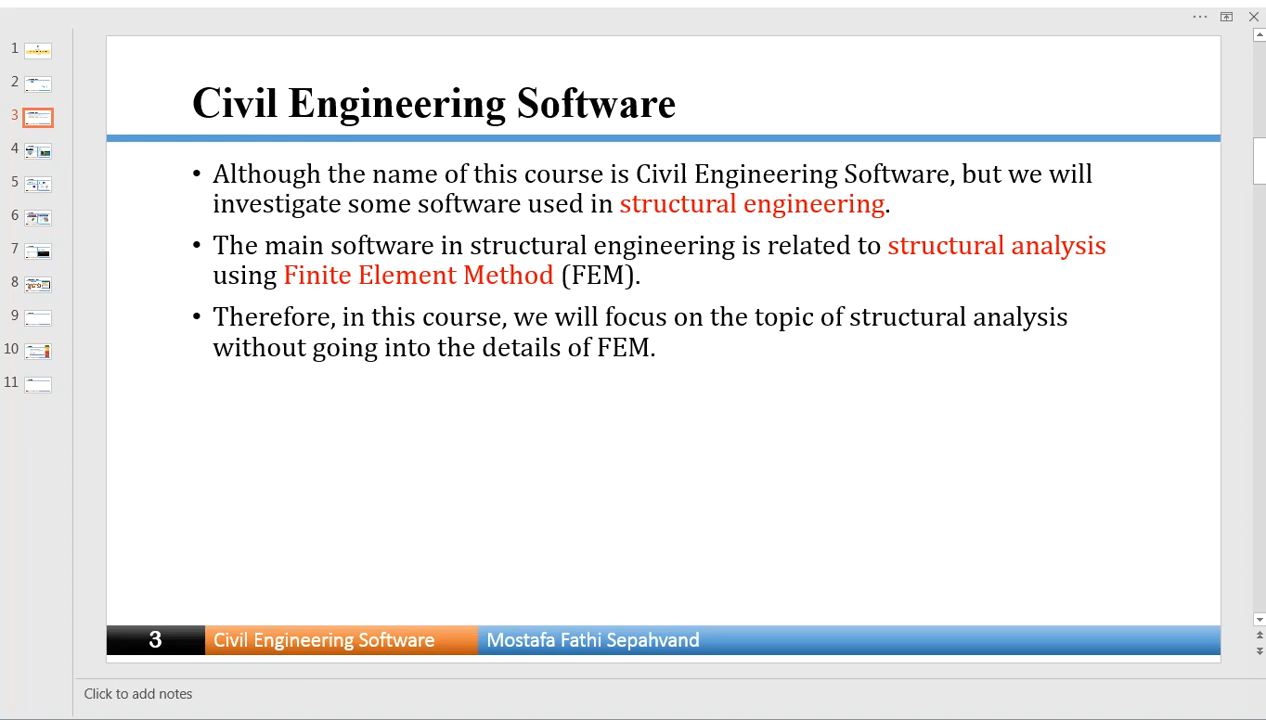 1
2
3
4
5
6
7
8
9
10
11
Civil Engineering Software
• Although the name of this course is Civil Engineering Software, but we will
investigate some software used in structural engineering.
• The main software in structural engineering is related to structural analysis
using Finite Element Method (FEM).
• Therefore, in this course, we will focus on the topic of structural analysis
without going into the details of FEM.
3 Civil Engineering Software Mostafa Fathi Sepahvand
Click to add notes